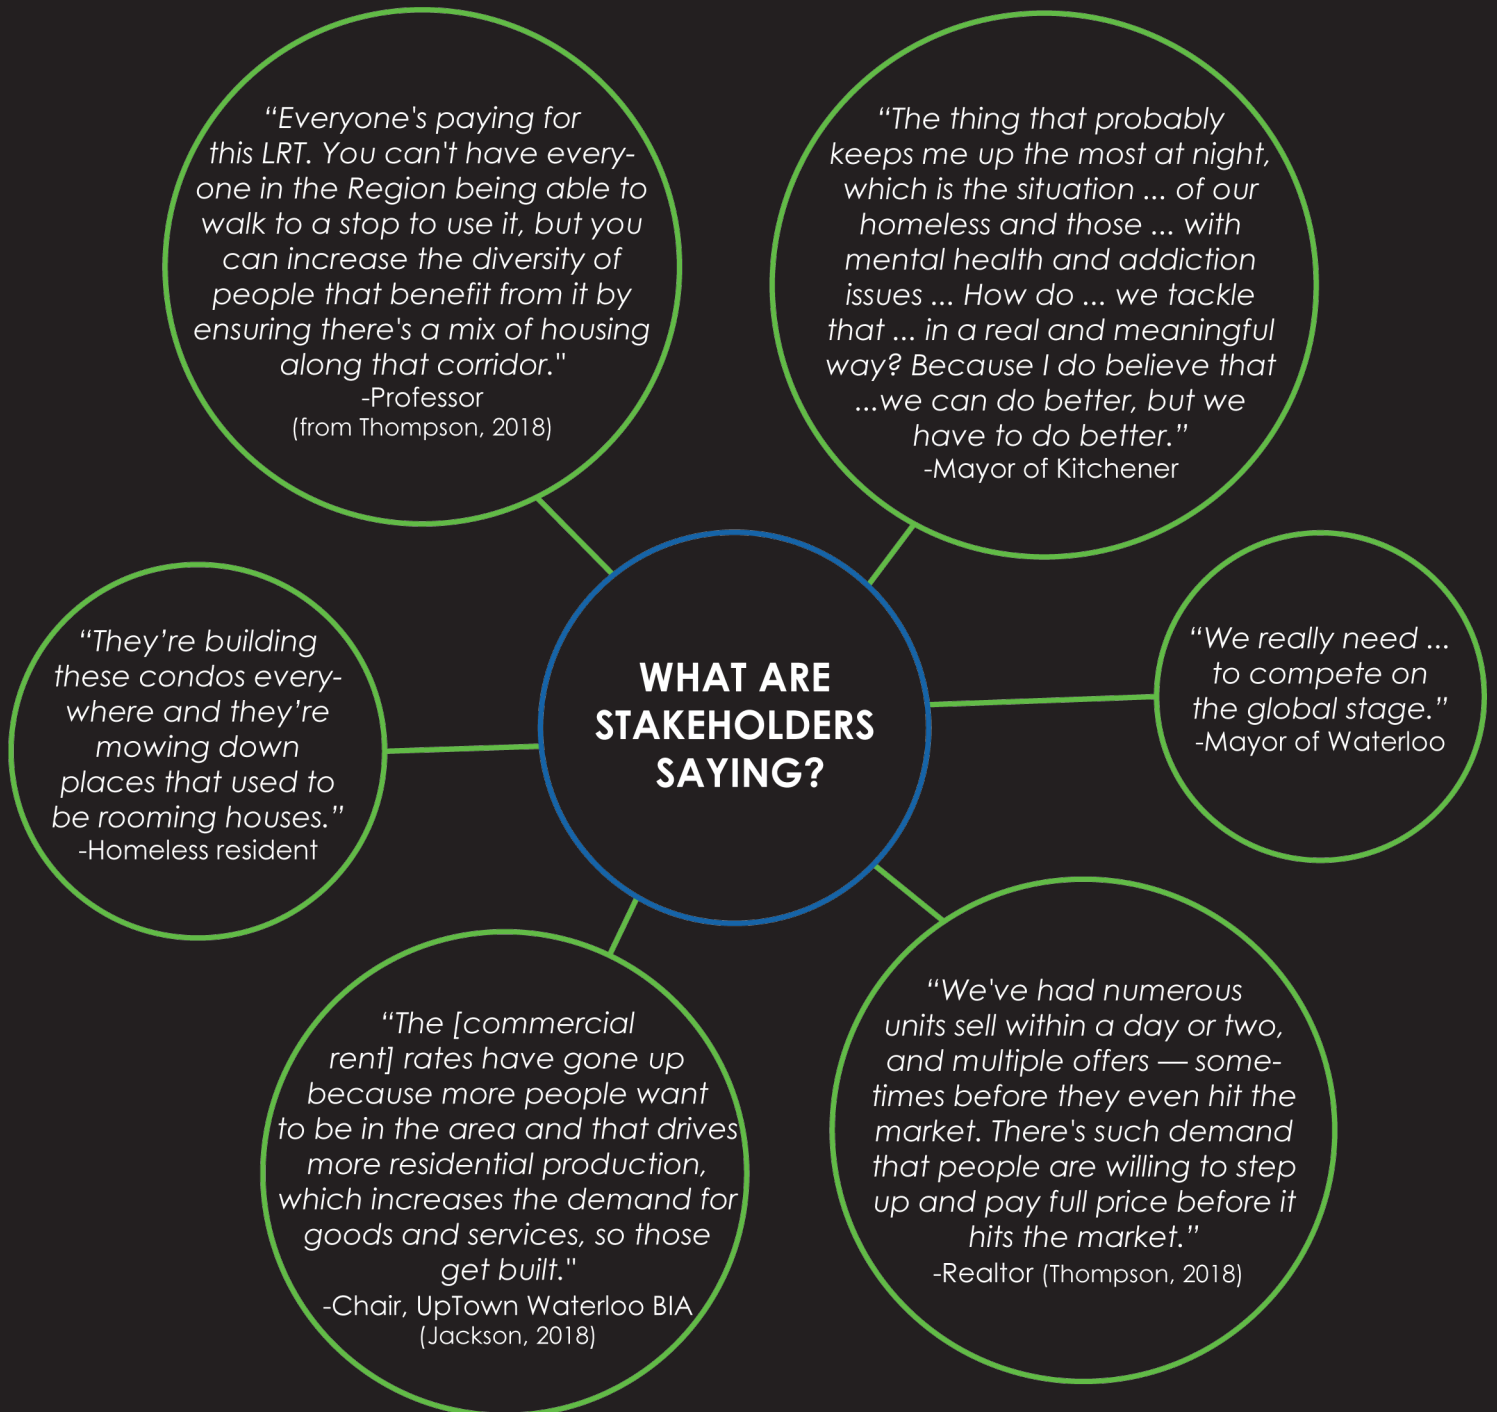 “Everyone's paying for
this LRT. You can't have every-
one in the Region being able to
walk to a stop to use it, but you
can increase the diversity of
people that benefit from it by
ensuring there's a mix of housing
along that corridor."
-Professor
(from Thompson, 2018)
“The thing that probably
keeps me up the most at night,
which is the situation ... of our
homeless and those ... with
mental health and addiction
issues ... How do ... we tackle
that ... in a real and meaningful
way? Because I do believe that
...we can do better, but we
have to do better.”
-Mayor of Kitchener
“They’re building
these condos every-
where and they’re
mowing down
places that used to
be rooming houses.”
-Homeless resident
WHAT ARE
STAKEHOLDERS
SAYING?
“We really need ...
to compete on
the global stage.”
-Mayor of Waterloo
“The [commercial
rent] rates have gone up
because more people want
to be in the area and that drives
more residential production,
which increases the demand for
goods and services, so those
get built."
-Chair, UpTown Waterloo BIA
(Jackson, 2018)
“We've had numerous
units sell within a day or two,
and multiple offers — some-
times before they even hit the
market. There's such demand
that people are willing to step
up and pay full price before it
hits the market.”
-Realtor (Thompson, 2018)